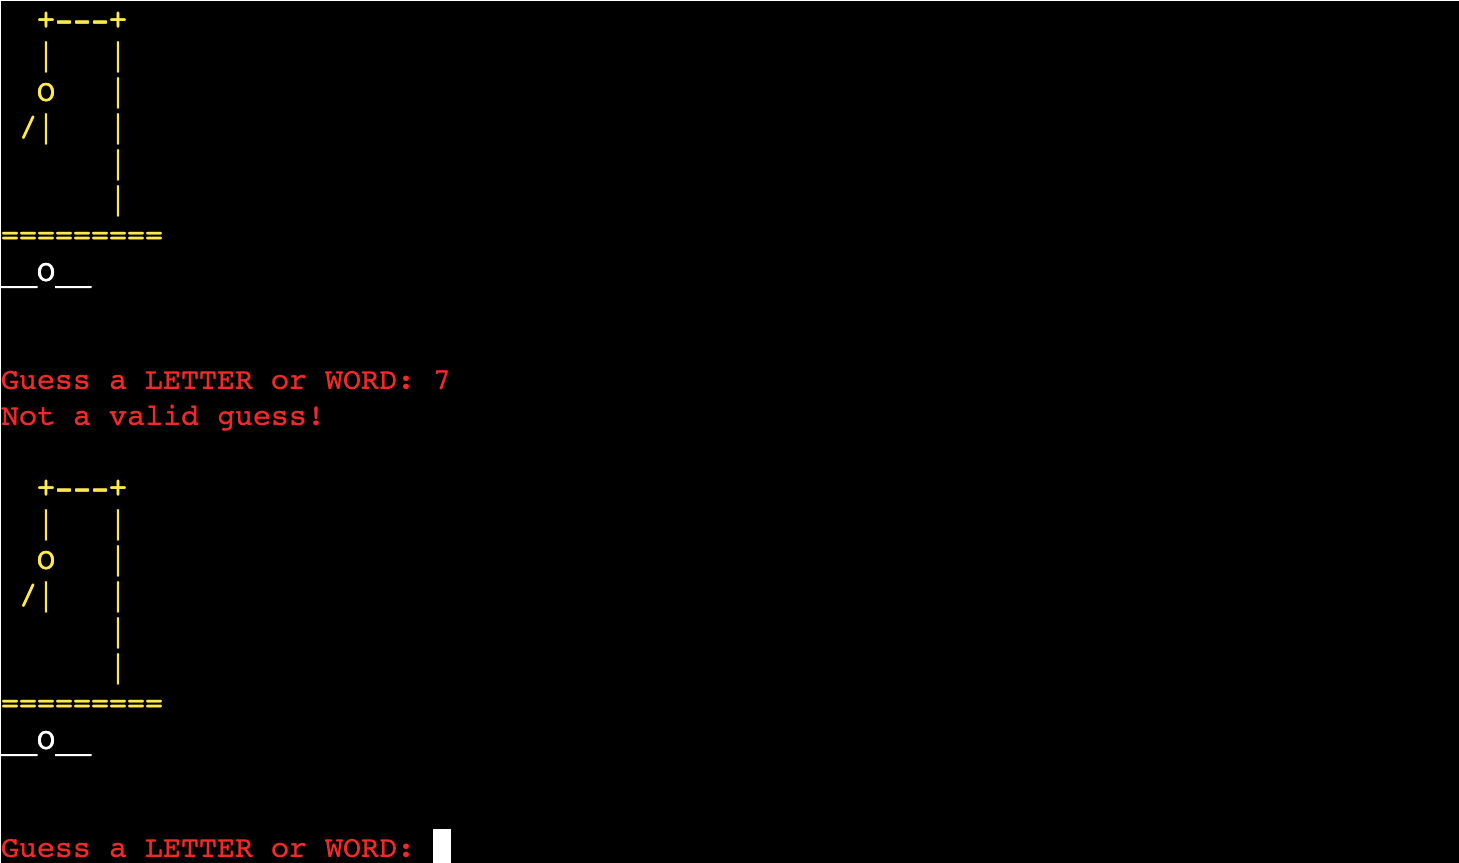 +---+
  |   |
  o   |
 /|   |
      |
      |
=========
__o__
Guess a LETTER or WORD: 7
Not a valid guess!
  +---+
  |   |
  o   |
 /|   |
      |
      |
=========
__o__
Guess a LETTER or WORD: